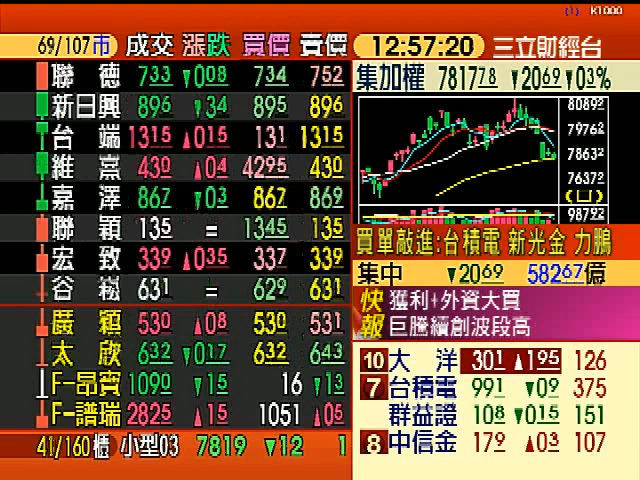 (1) K1000
69/107市 成交 漲跌 買價 賣價 12:57:20 三立財經台
聯德 733 ▼008 734 752
新日興 896 ▼34 895 896
台端 1315 ▲015 131 1315
維熹 430 ▲04 4295 430
嘉澤 867 ▼03 867 869
聯穎 135 = 1345 135
宏致 339 ▲035 337 339
谷崧 631 = 629 631
廣穎 530 ▲08 530 531
太欣 632 ▼017 632 643
F-昂寶 1090 ▼15 16 ▼13
F-譜瑞 2825 ▲15 1051 ▲05
41/160櫃 小型03 7819 ▼12 1
集加權 781778 ▼2069 ▼03%
80892
79762
78632
77502
(口)
98792
買單敲進:台積電 新光金 力鵬
集中 ▼2069 58267億
快報 獲利+外資大買
巨騰續創波段高
10 大洋 301 ▲195 126
7 台積電 991 ▼09 375
群益證 108 ▼015 151
8 中信金 179 ▲03 107